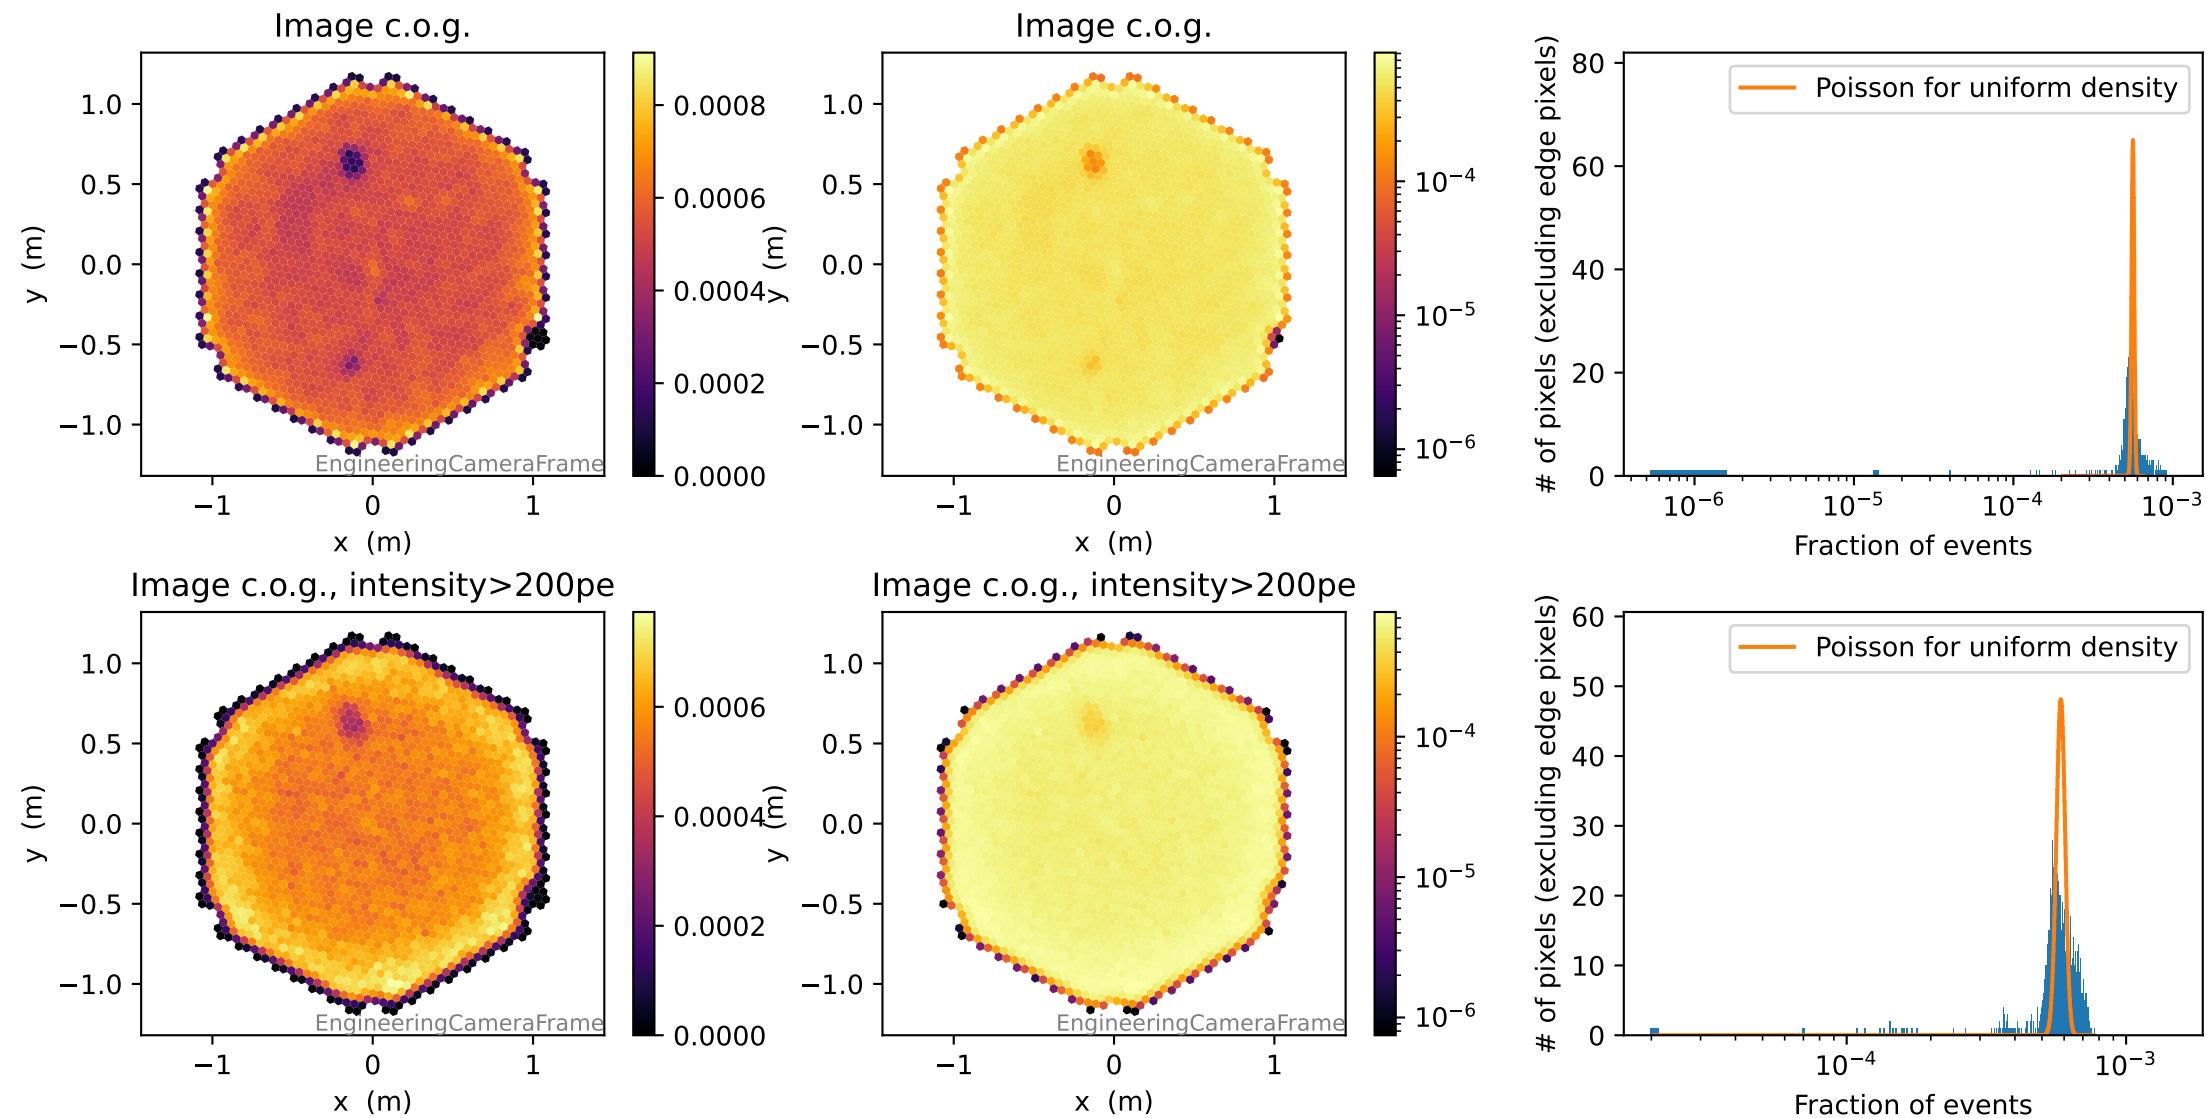 Image c.o.g.
1.0
0.5
0.0
−0.5
−1.0
y (m)
−1
0
1
x (m)
EngineeringCameraFrame
0.0008
0.0006
0.0004
0.0002
0.0000
Image c.o.g.
1.0
0.5
0.0
−0.5
−1.0
y (m)
−1
0
1
x (m)
EngineeringCameraFrame
10⁻⁴
10⁻⁵
10⁻⁶
# of pixels (excluding edge pixels)
80
60
40
20
0
Poisson for uniform density
10⁻⁶
10⁻⁵
10⁻⁴
10⁻³
Fraction of events
Image c.o.g., intensity>200pe
1.0
0.5
0.0
−0.5
−1.0
y (m)
−1
0
1
x (m)
EngineeringCameraFrame
0.0006
0.0004
0.0002
0.0000
Image c.o.g., intensity>200pe
1.0
0.5
0.0
−0.5
−1.0
y (m)
−1
0
1
x (m)
EngineeringCameraFrame
10⁻⁴
10⁻⁵
10⁻⁶
# of pixels (excluding edge pixels)
60
50
40
30
20
10
0
Poisson for uniform density
10⁻⁴
10⁻³
Fraction of events